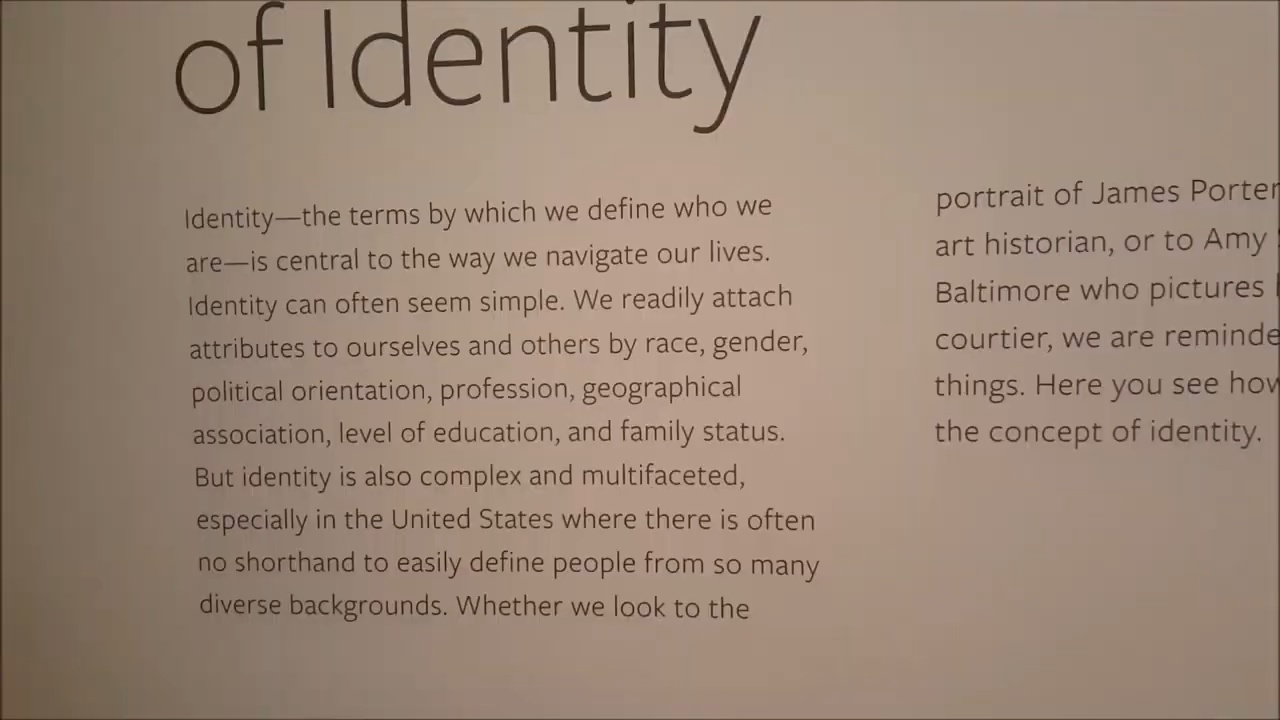 of Identity
Identity—the terms by which we define who we
are—is central to the way we navigate our lives.
Identity can often seem simple. We readily attach
attributes to ourselves and others by race, gender,
political orientation, profession, geographical
association, level of education, and family status.
But identity is also complex and multifaceted,
especially in the United States where there is often
no shorthand to easily define people from so many
diverse backgrounds. Whether we look to the
portrait of James Porter
art historian, or to Amy
Baltimore who pictures
courtier, we are reminde
things. Here you see how
the concept of identity.